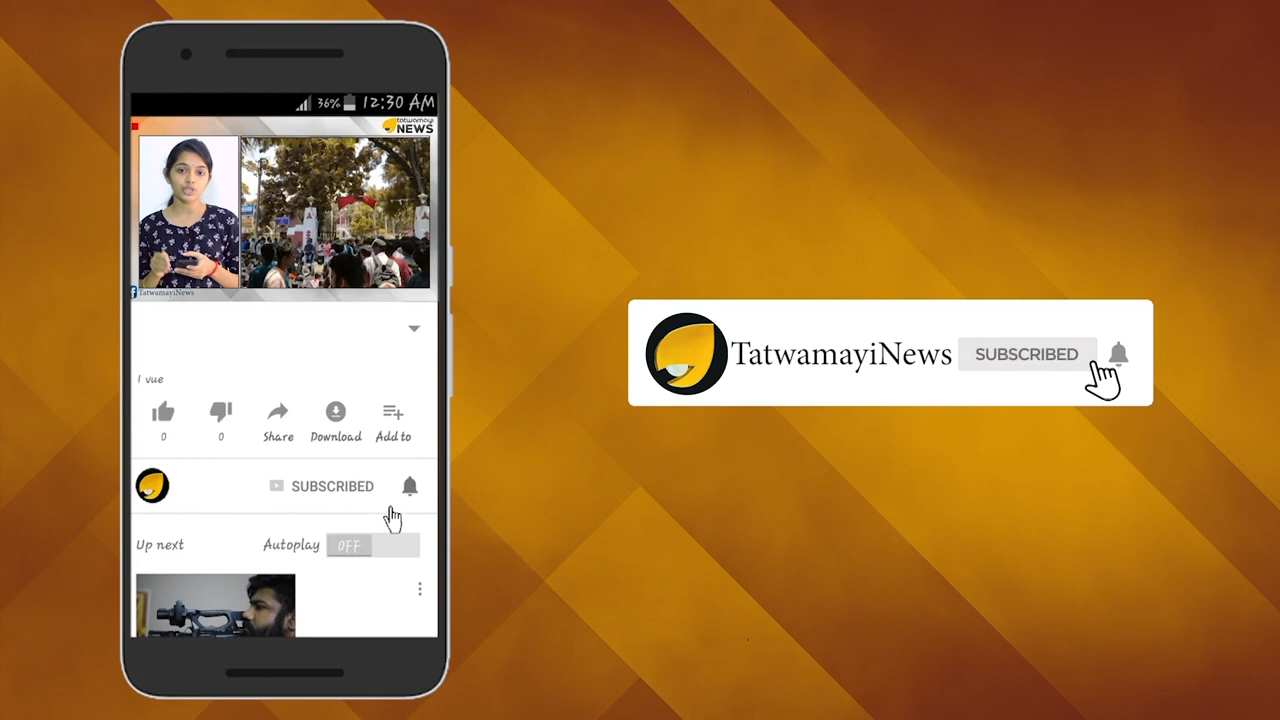 36% 12:30 AM
tatwamayi
NEWS
TatwamayiNews
1 vue
0 0 Share Download Add to
SUBSCRIBED
Up next Autoplay OFF
TatwamayiNews SUBSCRIBED